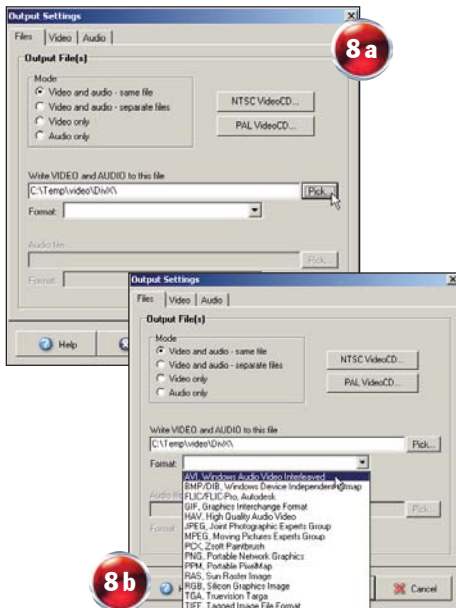 Output Settings
Files Video Audio
8a
Output File(s)
Mode
Video and audio - same file
Video and audio - separate files
Video only
Audio only
NTSC VideoCD...
PAL VideoCD...
Write VIDEO and AUDIO to this file
C:\Temp\video\DivX\ Pick...
Format:
Audio file
Pick...
Format:
Help
Output Settings
Files Video Audio
Output File(s)
Mode
Video and audio - same file
Video and audio - separate files
Video only
Audio only
NTSC VideoCD...
PAL VideoCD...
Write VIDEO and AUDIO to this file
C:\Temp\video\DivX\ Pick...
Format:
AVI, Windows Audio Video Interleaved
BMP/DIB, Windows Device Independent Bitmap
FLIC/FLIC-Pro, Autodesk
GIF, Graphics Interchange Format
HAV, High Quality Audio Video
JPEG, Joint Photographic Experts Group
MPEG, Moving Pictures Experts Group
PCX, Zsoft Paintbrush
PNG, Portable Network Graphics
PPM, Portable PixelMap
RAS, Sun Raster Image
RGB, Silicon Graphics Image
TGA, Truevision Targa
TIFF, Tagged Image File Format
Audio file
Pick...
Format:
8b
Cancel